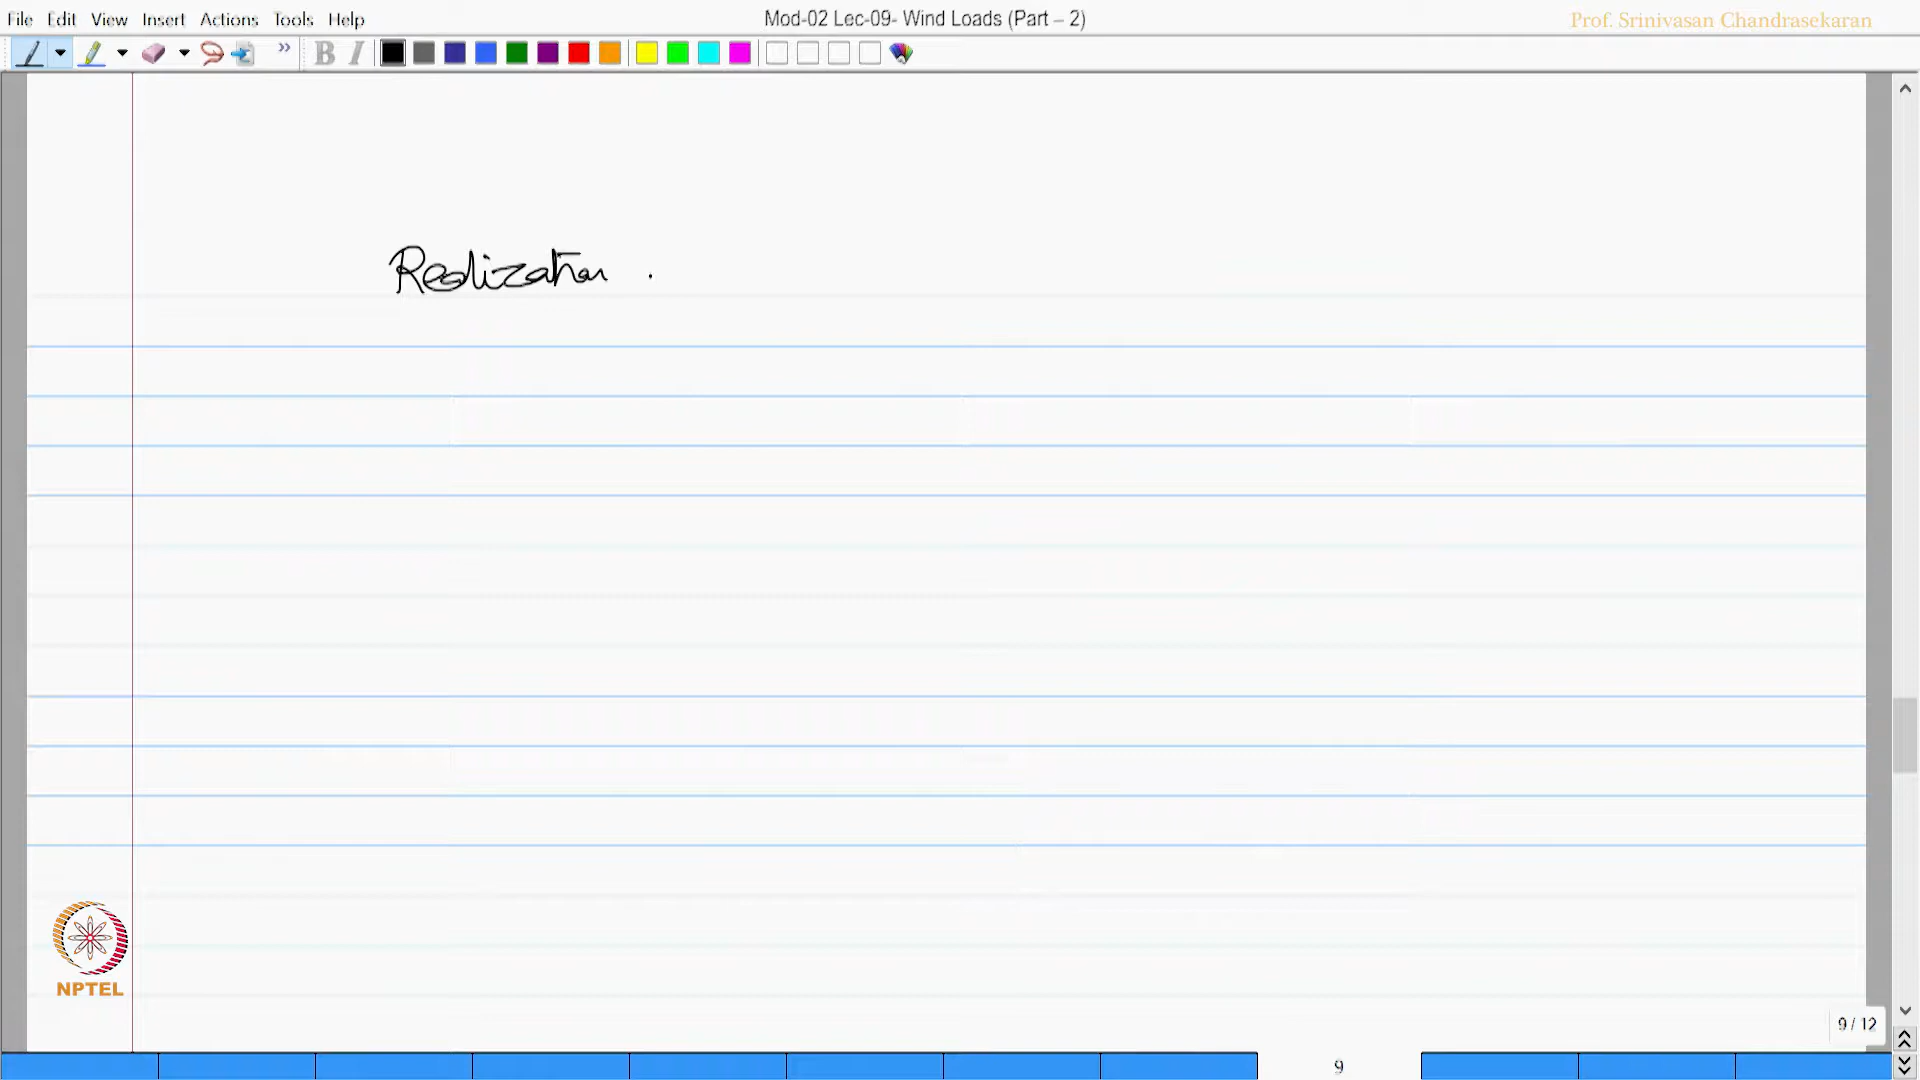 File Edit View Insert Actions Tools Help
Mod-02 Lec-09- Wind Loads (Part – 2)
Prof. Srinivasan Chandrasekaran
B I
Realization
NPTEL
9 / 12
9